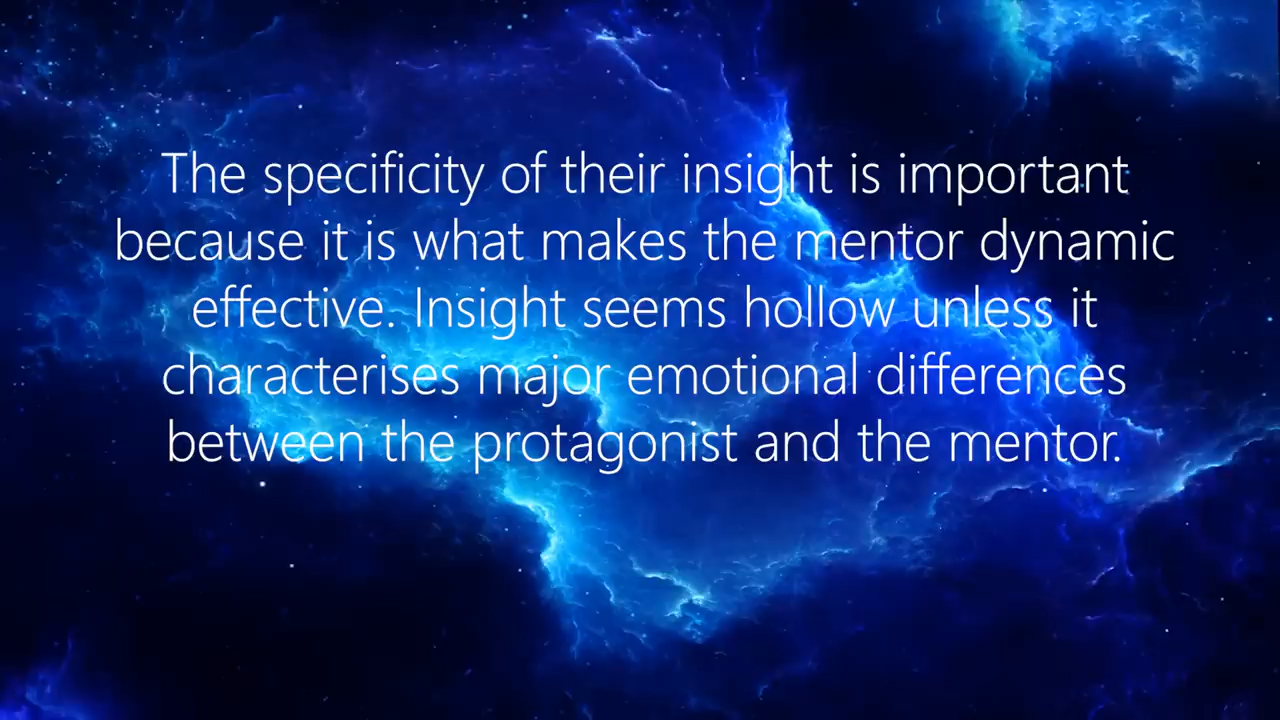 The specificity of their insight is important
because it is what makes the mentor dynamic
effective. Insight seems hollow unless it
characterises major emotional differences
between the protagonist and the mentor.